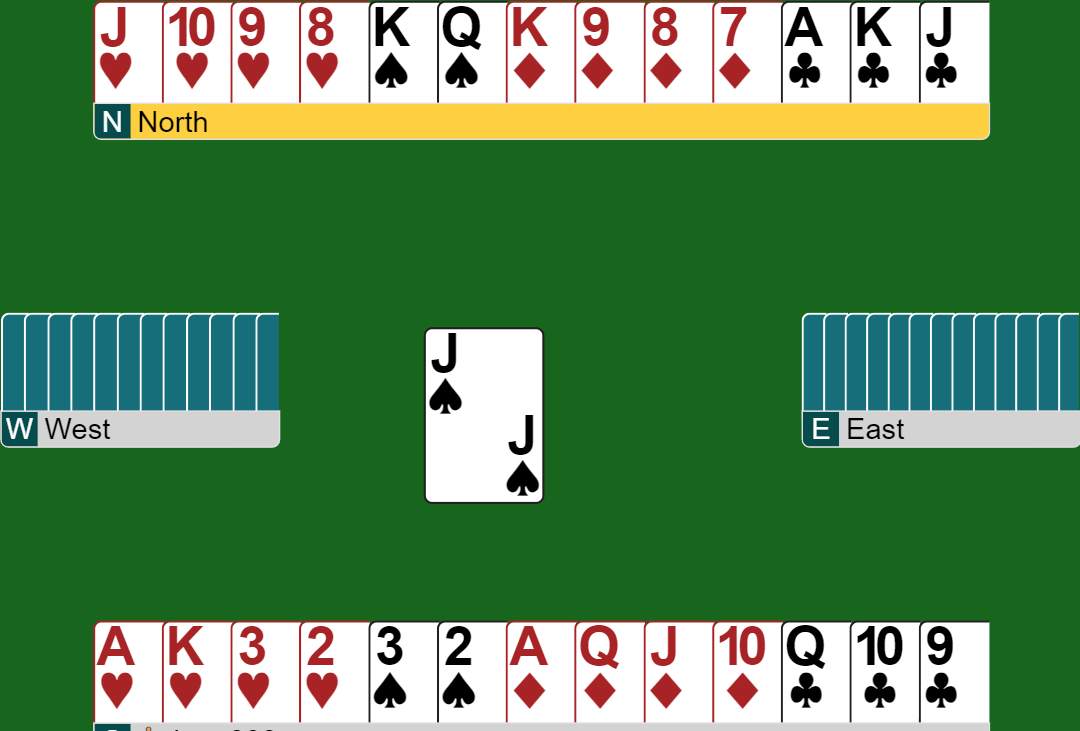 J 10 9 8 K Q K 9 8 7 A K J
N North
J
J
W West
E East
A K 3 2 3 2 A Q J 10 Q 10 9